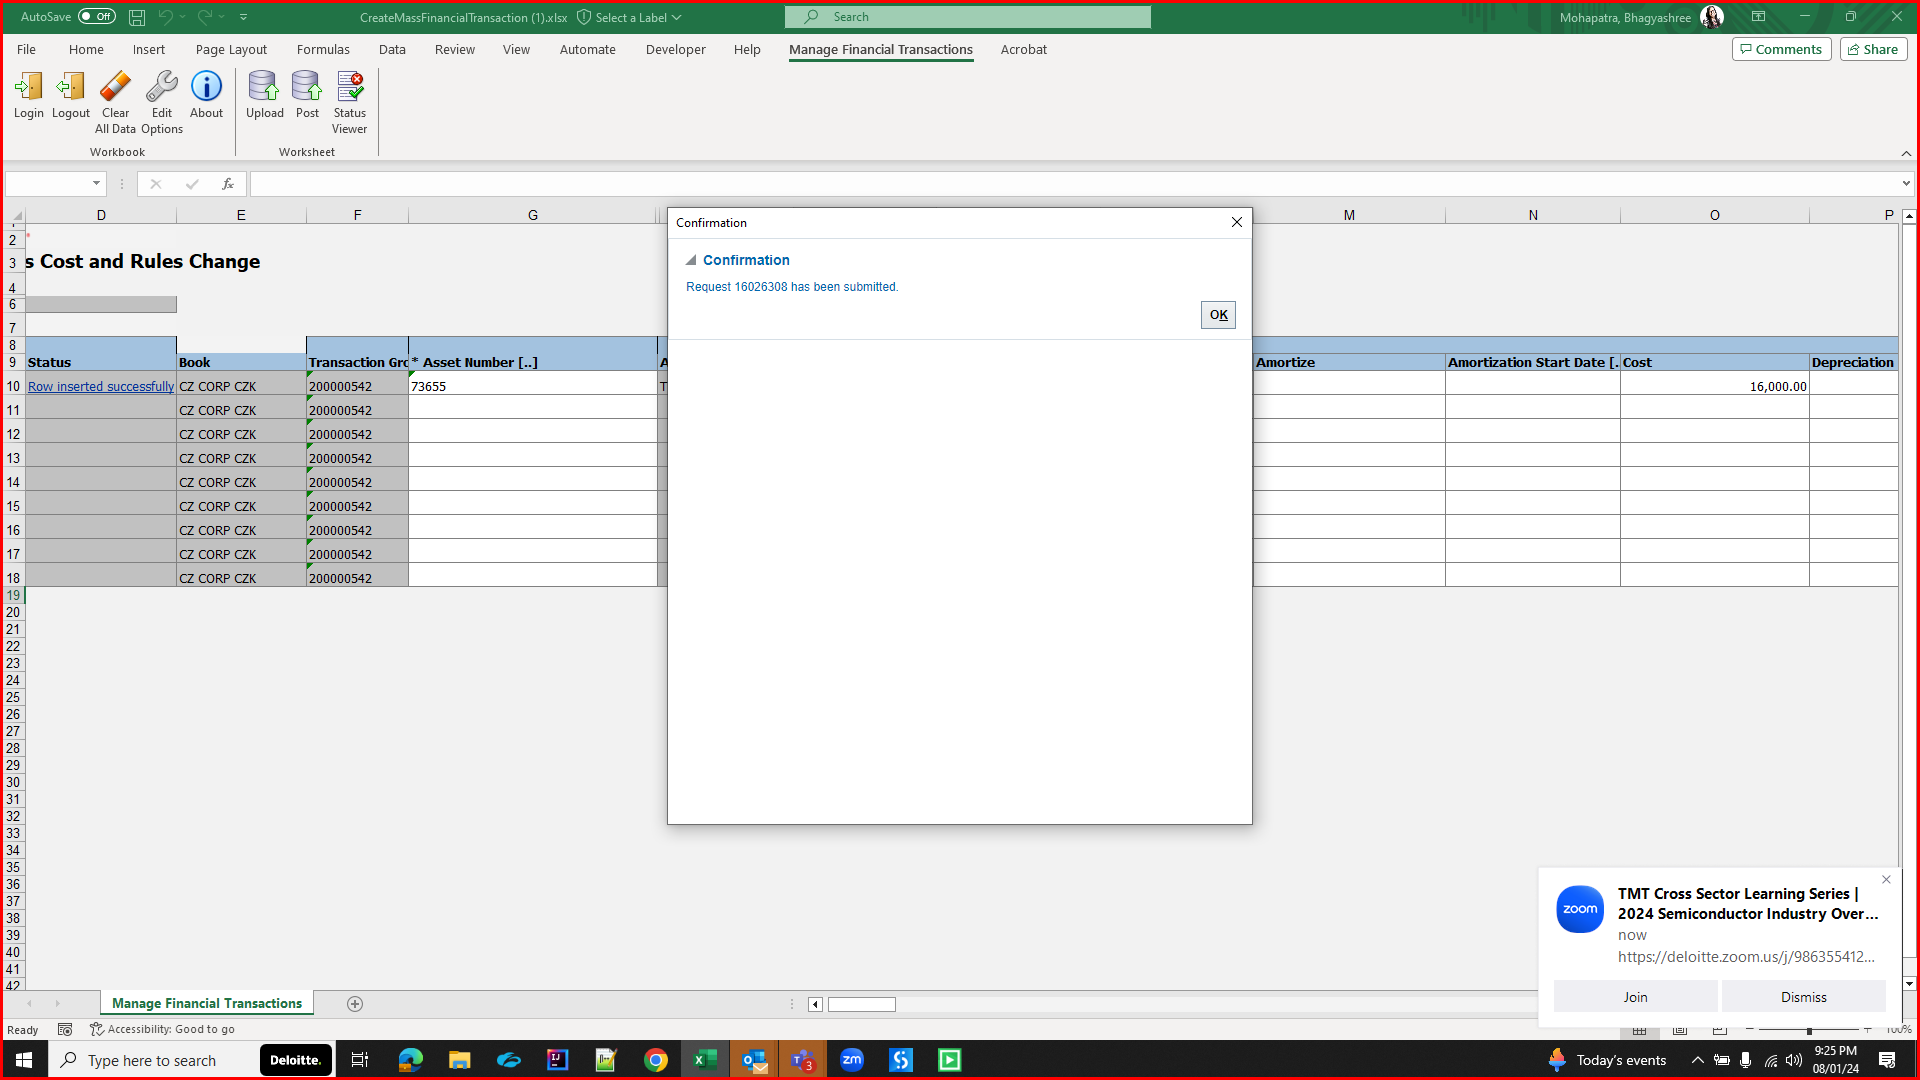 AutoSave Off CreateMassFinancialTransaction (1).xlsx Select a Label Search Mohapatra, Bhagyashree
File Home Insert Page Layout Formulas Data Review View Automate Developer Help Manage Financial Transactions Acrobat Comments Share
Login Logout Clear All Data Edit Options About Upload Post Status Viewer
Workbook Worksheet
fx
D E F G M N O P
2 *
3 s Cost and Rules Change
4
6
7
8
9 Status Book Transaction Gro * Asset Number [..] A Amortize Amortization Start Date [. Cost Depreciation
10 Row inserted successfully CZ CORP CZK 200000542 73655 T 16,000.00
11 CZ CORP CZK 200000542
12 CZ CORP CZK 200000542
13 CZ CORP CZK 200000542
14 CZ CORP CZK 200000542
15 CZ CORP CZK 200000542
16 CZ CORP CZK 200000542
17 CZ CORP CZK 200000542
18 CZ CORP CZK 200000542
19
20
21
22
23
24
25
26
27
28
29
30
31
32
33
34
35
36
37
38
39
40
41
42
Confirmation
Confirmation
Request 16026308 has been submitted.
OK
zoom
TMT Cross Sector Learning Series |
2024 Semiconductor Industry Over...
now
https://deloitte.zoom.us/j/986355412...
Join Dismiss
Manage Financial Transactions
Ready Accessibility: Good to go 100%
Type here to search Deloitte. zm 3 Today's events 9:25 PM
08/01/24